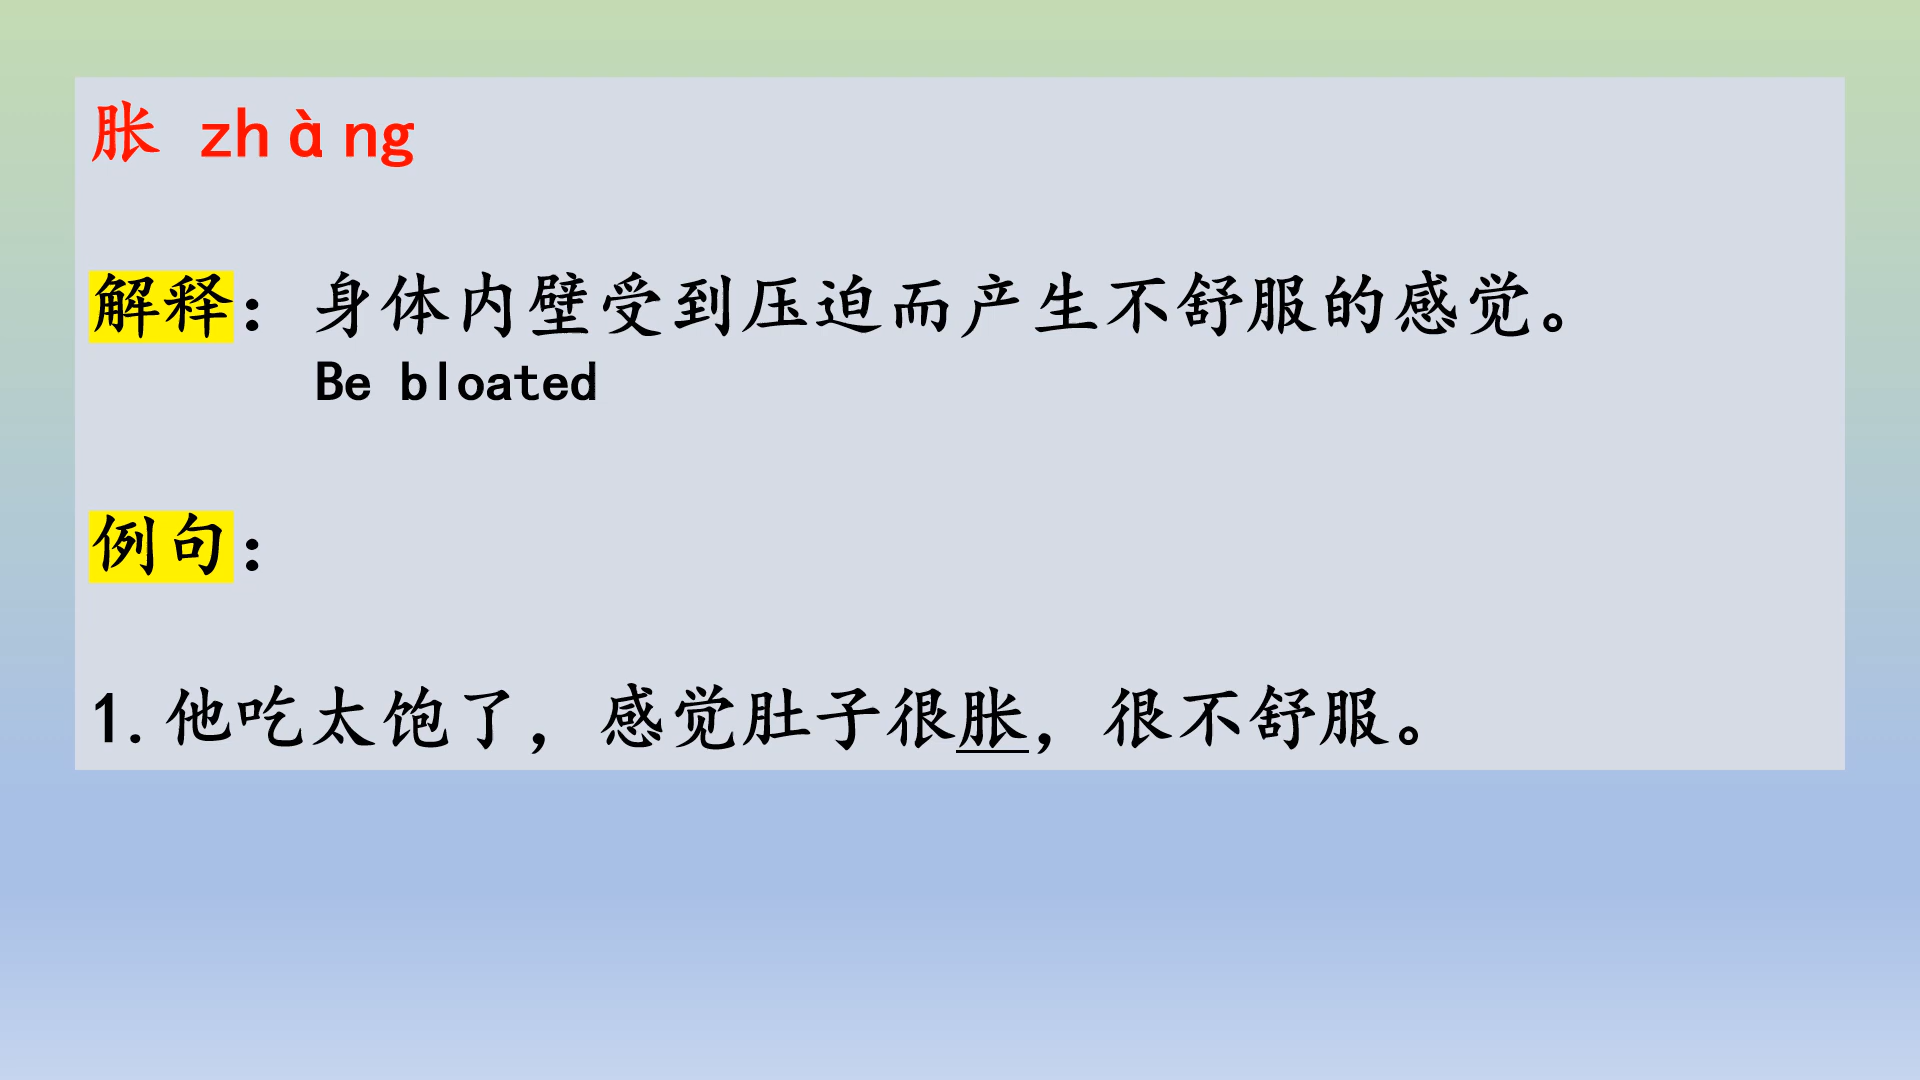 胀 zhàng
解释：身体内壁受到压迫而产生不舒服的感觉。
Be bloated
例句：
1.他吃太饱了，感觉肚子很胀，很不舒服。